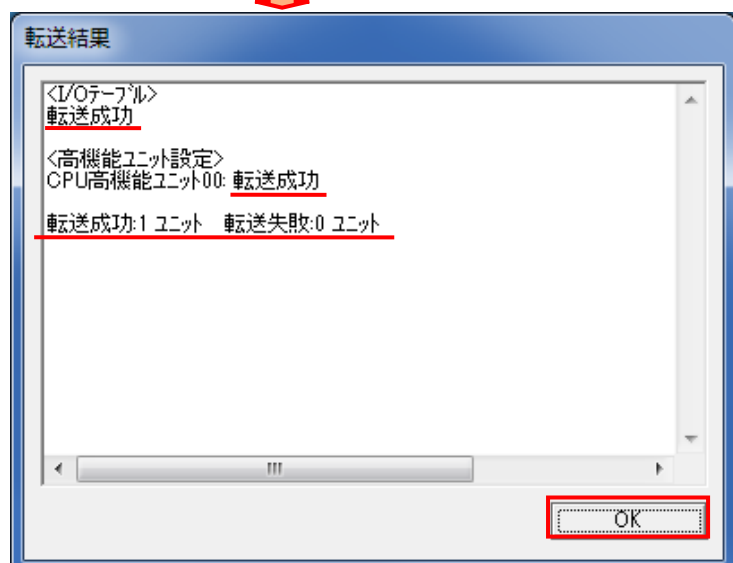 転送結果
<I/Oテーブル>
転送成功
<高機能ユニット設定>
CPU高機能ユニット00: 転送成功
転送成功:1 ユニット 転送失敗:0 ユニット
OK